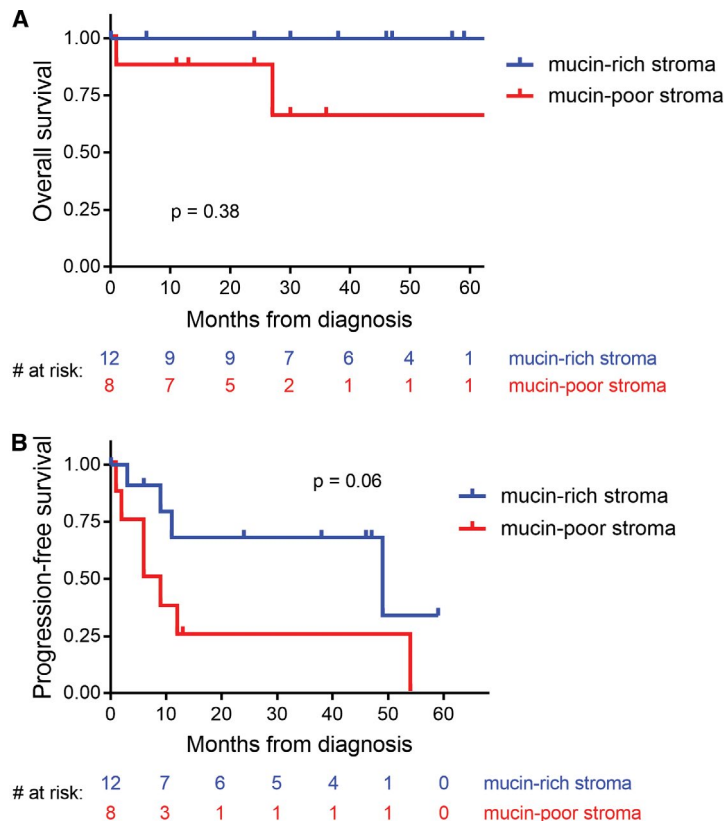 A
Overall survival
1.00
0.75
0.50
0.25
0.00
p = 0.38
mucin-rich stroma
mucin-poor stroma
0 10 20 30 40 50 60
Months from diagnosis
# at risk:
12 9 9 7 6 4 1 mucin-rich stroma
8 7 5 2 1 1 1 mucin-poor stroma
B
Progression-free survival
1.00
0.75
0.50
0.25
0.00
p = 0.06
mucin-rich stroma
mucin-poor stroma
0 10 20 30 40 50 60
Months from diagnosis
# at risk:
12 7 6 5 4 1 0 mucin-rich stroma
8 3 1 1 1 1 0 mucin-poor stroma